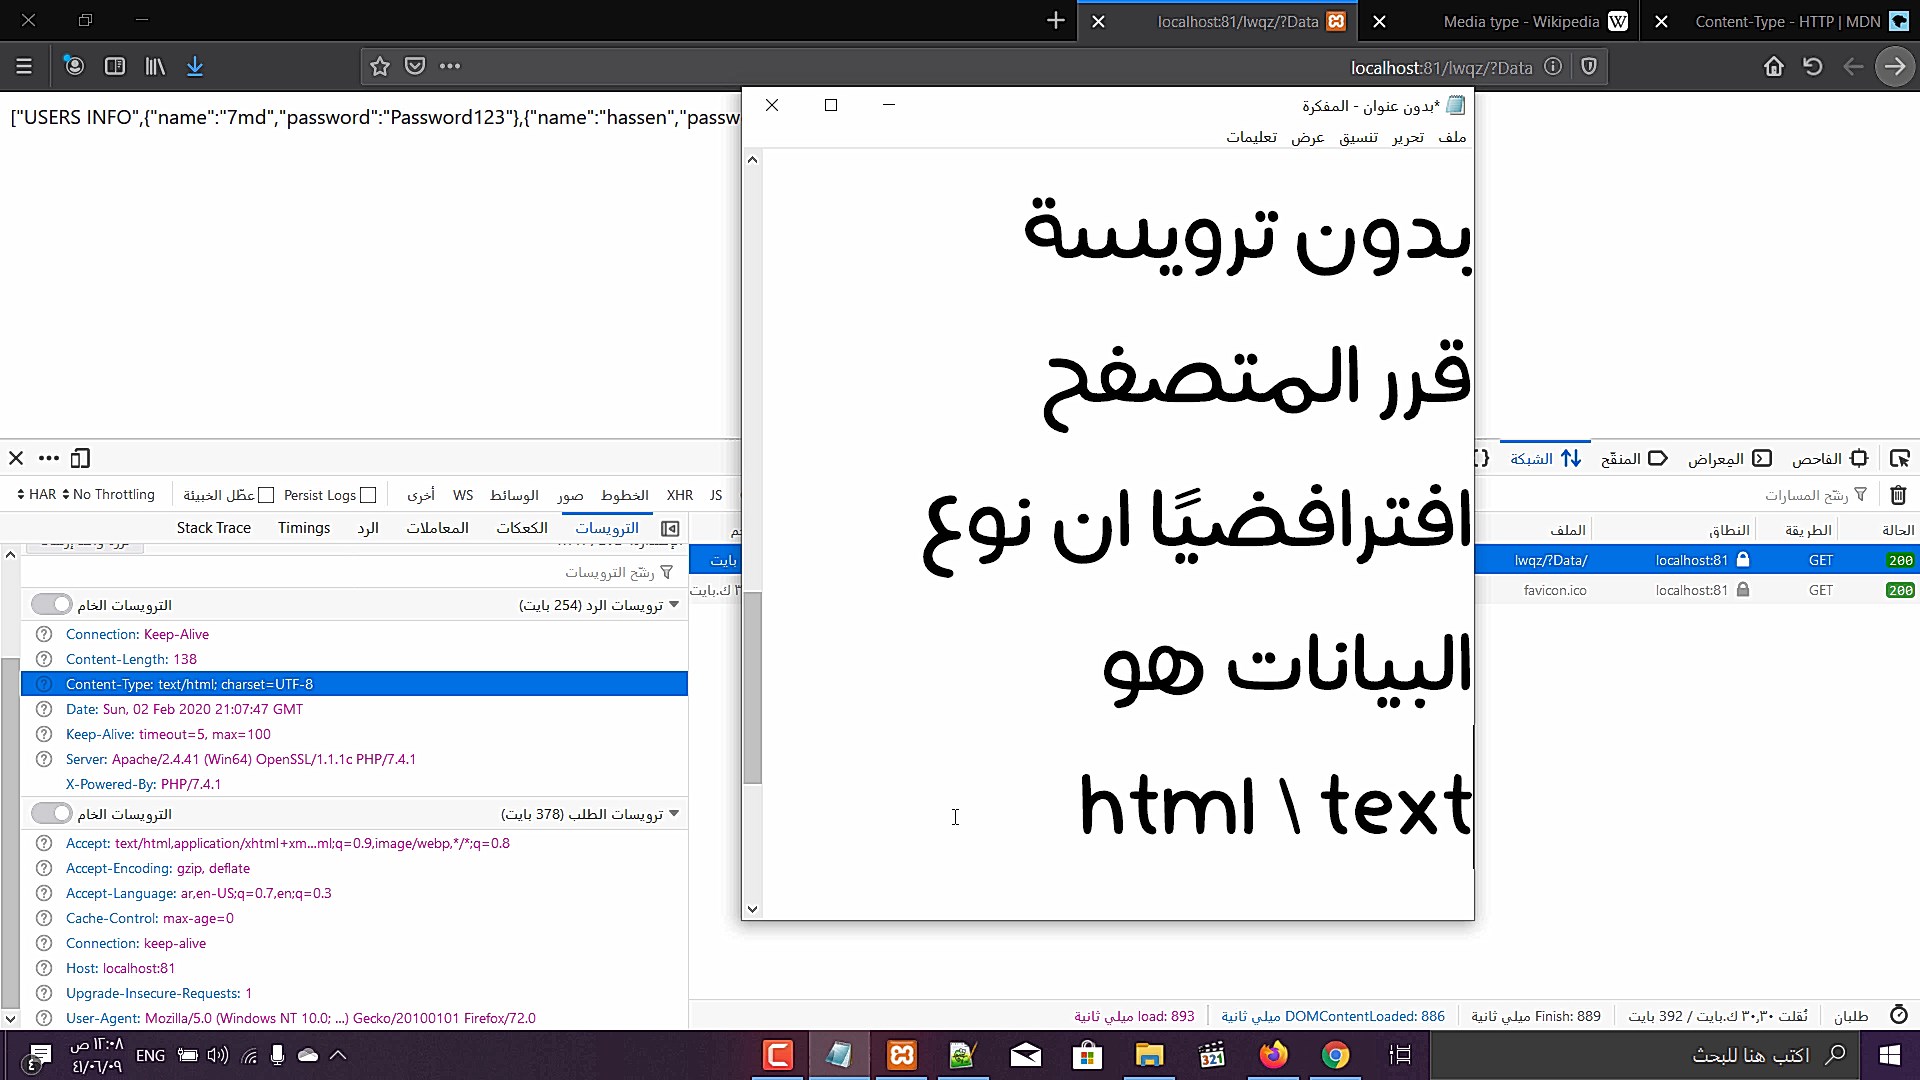 localhost:81/lwqz/?Data
Media type - Wikipedia
Content-Type - HTTP | MDN
localhost:81/lwqz/?Data
["USERS INFO",{"name":"7md","password":"Password123"},{"name":"hassen","passw
*بدون عنوان - المفكرة
ملف تحرير تنسيق عرض تعليمات
بدون ترويسة
قرر المتصفح
افترافضيًا ان نوع
البيانات هو
html \ text
الفاحص المِعراض المنقّح الشبكة
رشّح المسارات
HAR No Throttling عطّل الخبيئة Persist Logs أخرى WS الوسائط صور الخطوط XHR JS
الحالة الطريقة النطاق الملف
الترويسات الكعكات المعاملات الرد Timings Stack Trace
200 GET localhost:81 lwqz/?Data/ بايت
200 GET localhost:81 favicon.ico ك.بايت
رشّح الترويسات
ترويسات الرد (254 بايت) الترويسات الخام
Connection: Keep-Alive
Content-Length: 138
Content-Type: text/html; charset=UTF-8
Date: Sun, 02 Feb 2020 21:07:47 GMT
Keep-Alive: timeout=5, max=100
Server: Apache/2.4.41 (Win64) OpenSSL/1.1.1c PHP/7.4.1
X-Powered-By: PHP/7.4.1
ترويسات الطلب (378 بايت) الترويسات الخام
Accept: text/html,application/xhtml+xm...ml;q=0.9,image/webp,*/*;q=0.8
Accept-Encoding: gzip, deflate
Accept-Language: ar,en-US;q=0.7,en;q=0.3
Cache-Control: max-age=0
Connection: keep-alive
Host: localhost:81
Upgrade-Insecure-Requests: 1
User-Agent: Mozilla/5.0 (Windows NT 10.0; ...) Gecko/20100101 Firefox/72.0
طلبان نُقلت ٣٠,٣٠ ك.بايت / 392 بايت Finish: 889 ميلي ثانية DOMContentLoaded: 886 ميلي ثانية load: 893 ميلي ثانية
اكتب هنا للبحث
321
ENG
١٢:٠٨ ص
٤١/٠٦/٠٩
٤